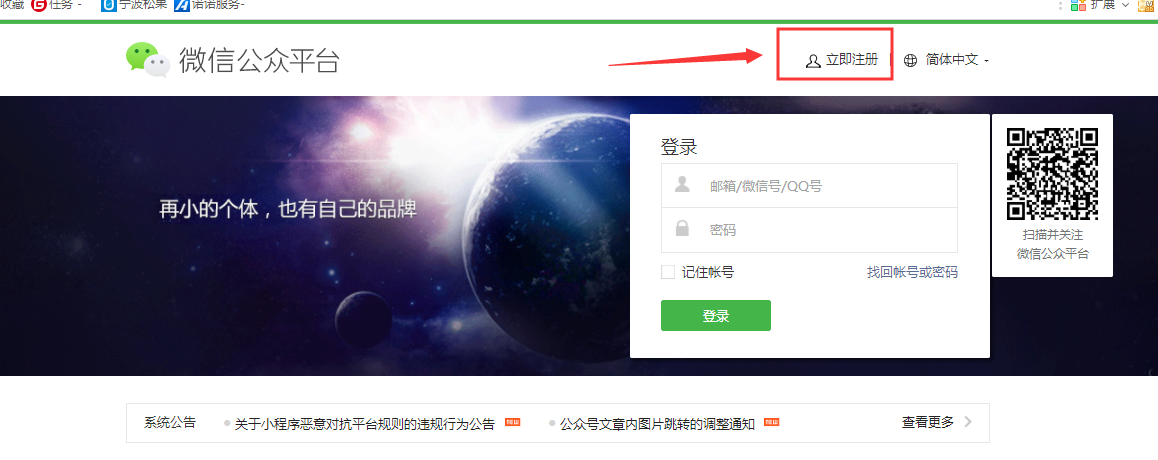 收藏 任务 - 宁波松果 诺诺服务- 扩展
微信公众平台
立即注册
简体中文
登录
邮箱/微信号/QQ号
密码
记住帐号
找回帐号或密码
登录
再小的个体，也有自己的品牌
扫描并关注
微信公众平台
系统公告
关于小程序恶意对抗平台规则的违规行为公告
公众号文章内图片跳转的调整通知
查看更多